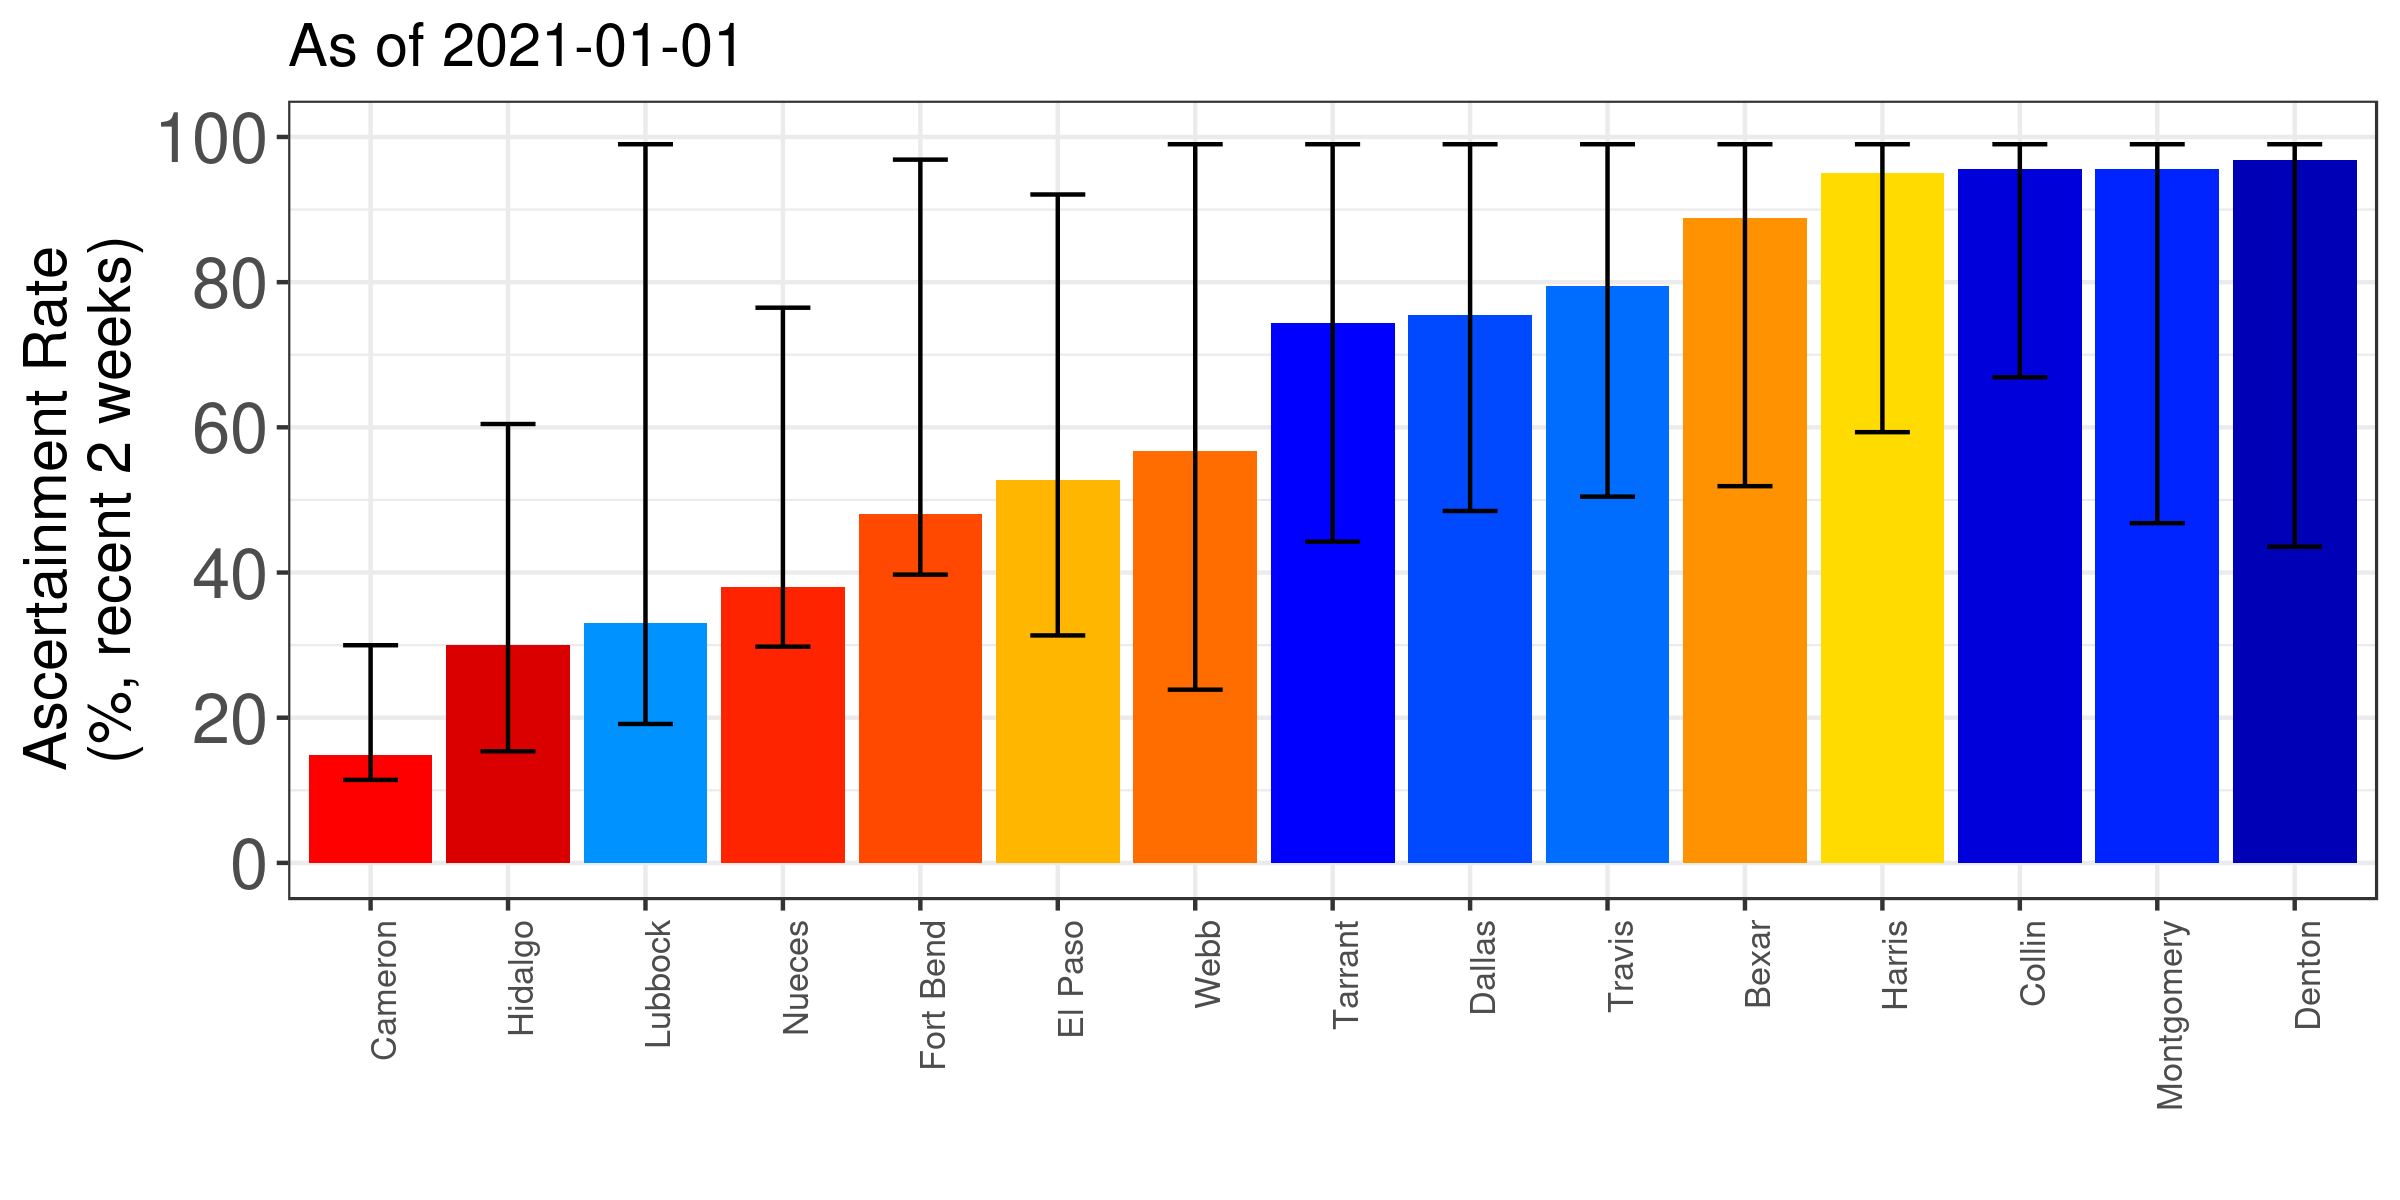 As of 2021-01-01
Ascertainment Rate
(%, recent 2 weeks)
100
80
60
40
20
0
Cameron
Hidalgo
Lubbock
Nueces
Fort Bend
El Paso
Webb
Tarrant
Dallas
Travis
Bexar
Harris
Collin
Montgomery
Denton